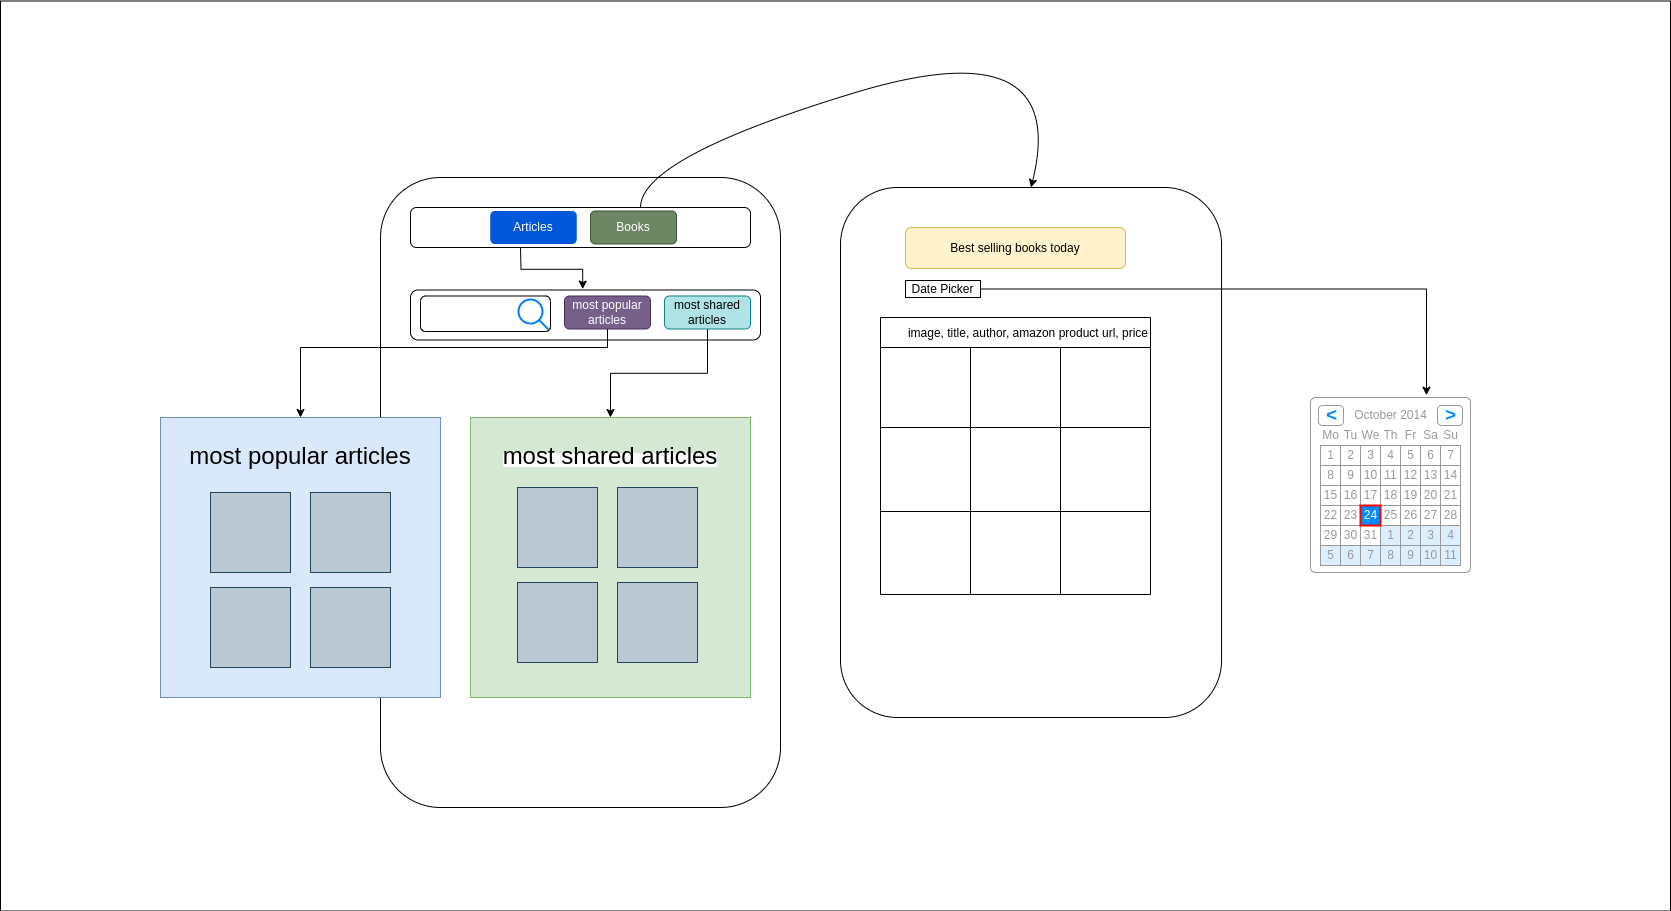 Articles
Books
most popular
articles
most shared
articles
most popular articles
most shared articles
Best selling books today
Date Picker
image, title, author, amazon product url, price
< October 2014 >
Mo Tu We Th Fr Sa Su
1 2 3 4 5 6 7
8 9 10 11 12 13 14
15 16 17 18 19 20 21
22 23 24 25 26 27 28
29 30 31 1 2 3 4
5 6 7 8 9 10 11